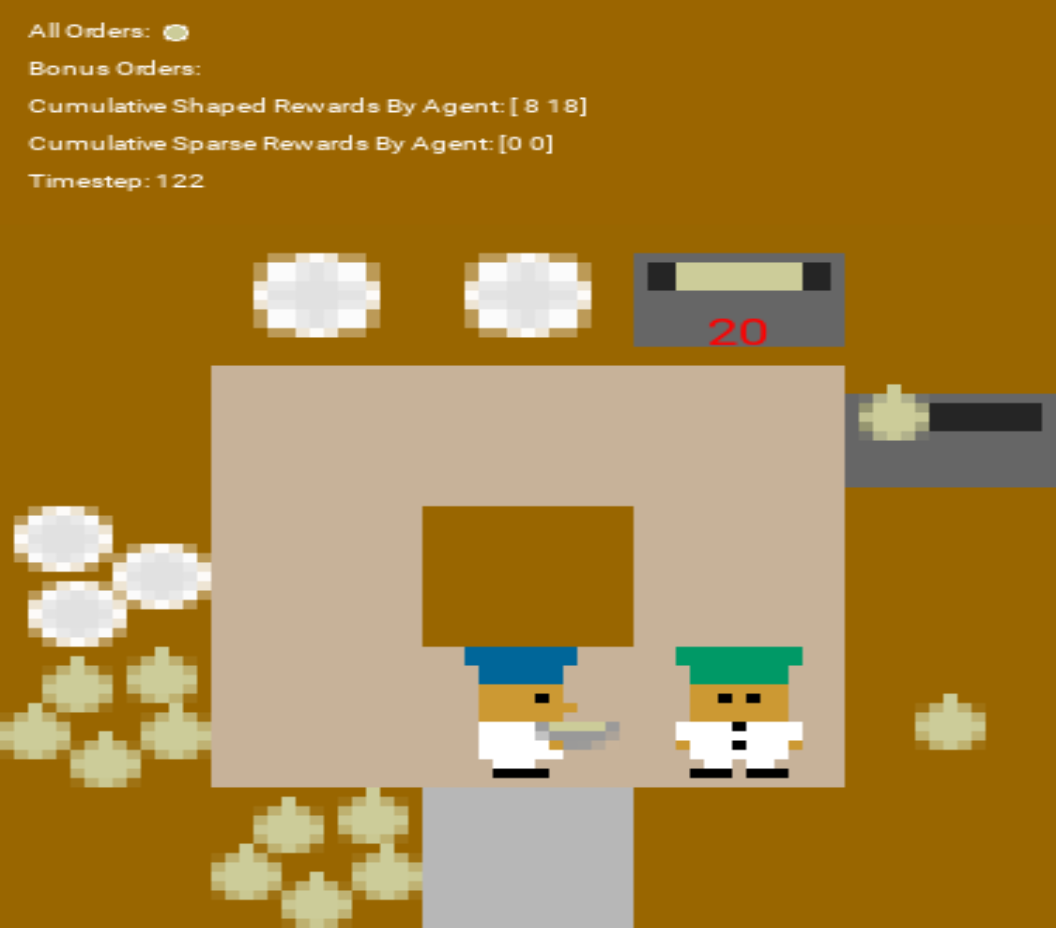 All Orders:
Bonus Orders:
Cumulative Shaped Rewards By Agent: [ 8 18]
Cumulative Sparse Rewards By Agent: [0 0]
Timestep: 122
20